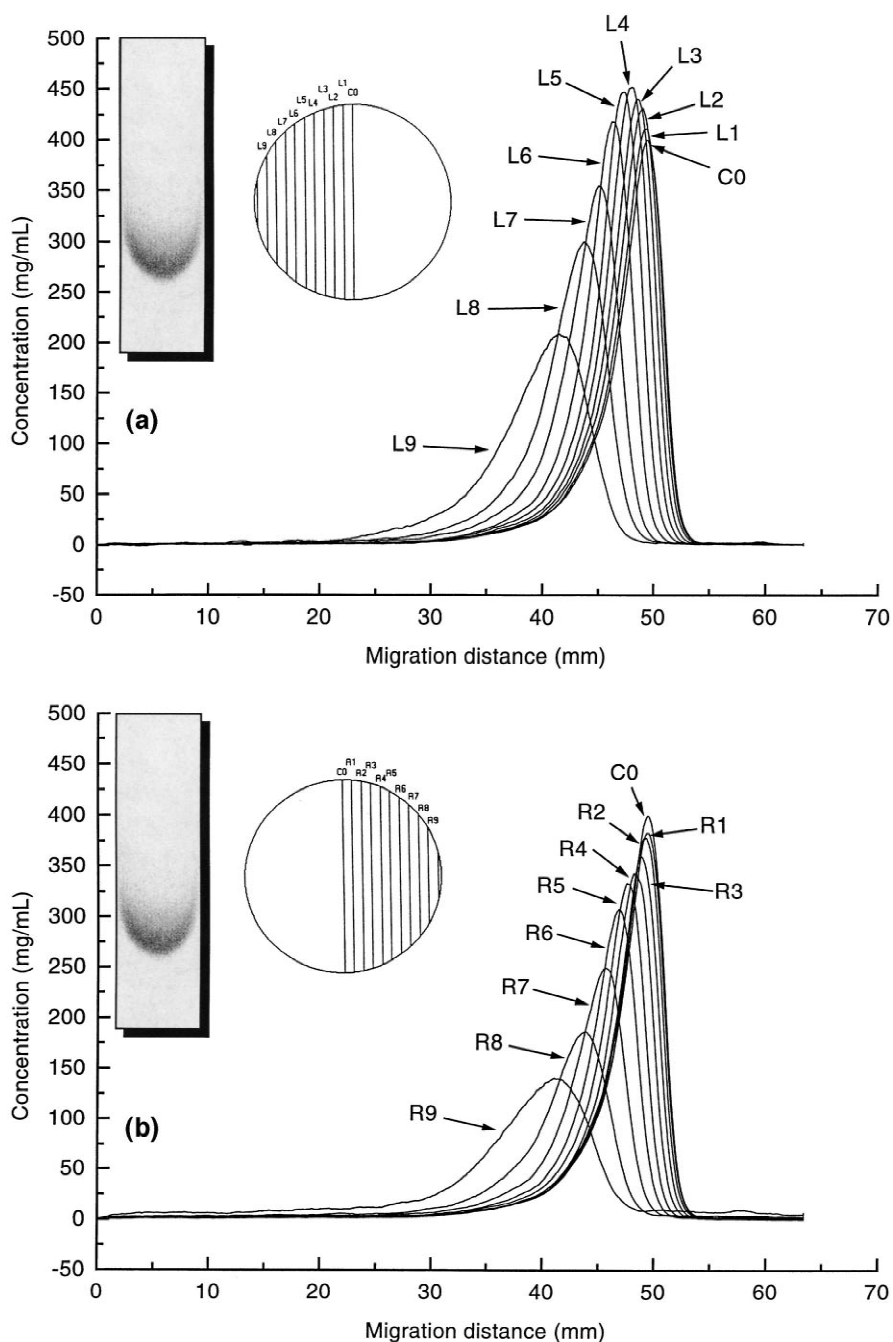 500
450
400
350
300
250
200
150
100
50
0
-50
Concentration (mg/mL)
(a)
L9
L8
L7
L6
L5
L4
L3
L2
L1
C0
L4
L3
L5
L2
L1
L6
C0
L7
L8
L9
0 10 20 30 40 50 60 70
Migration distance (mm)
500
450
400
350
300
250
200
150
100
50
0
-50
Concentration (mg/mL)
(b)
C0
R1
R2
R3
R4
R5
R6
R7
R8
R9
C0
R2
R1
R4
R5
R3
R6
R7
R8
R9
0 10 20 30 40 50 60 70
Migration distance (mm)